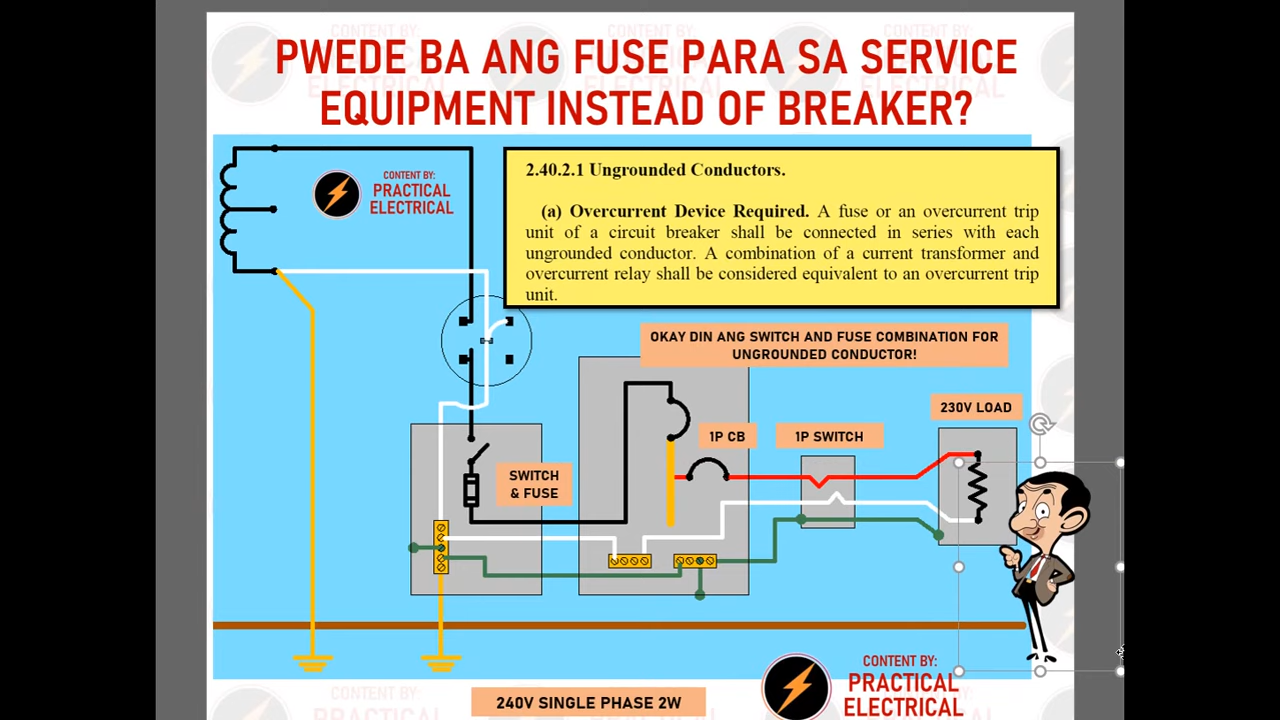 PWEDE BA ANG FUSE PARA SA SERVICE
EQUIPMENT INSTEAD OF BREAKER?
CONTENT BY:
PRACTICAL
ELECTRICAL
2.40.2.1 Ungrounded Conductors.
(a) Overcurrent Device Required. A fuse or an overcurrent trip
unit of a circuit breaker shall be connected in series with each
ungrounded conductor. A combination of a current transformer and
overcurrent relay shall be considered equivalent to an overcurrent trip
unit.
OKAY DIN ANG SWITCH AND FUSE COMBINATION FOR
UNGROUNDED CONDUCTOR!
230V LOAD
1P CB
1P SWITCH
SWITCH
& FUSE
CONTENT BY:
PRACTICAL
ELECTRICAL
240V SINGLE PHASE 2W